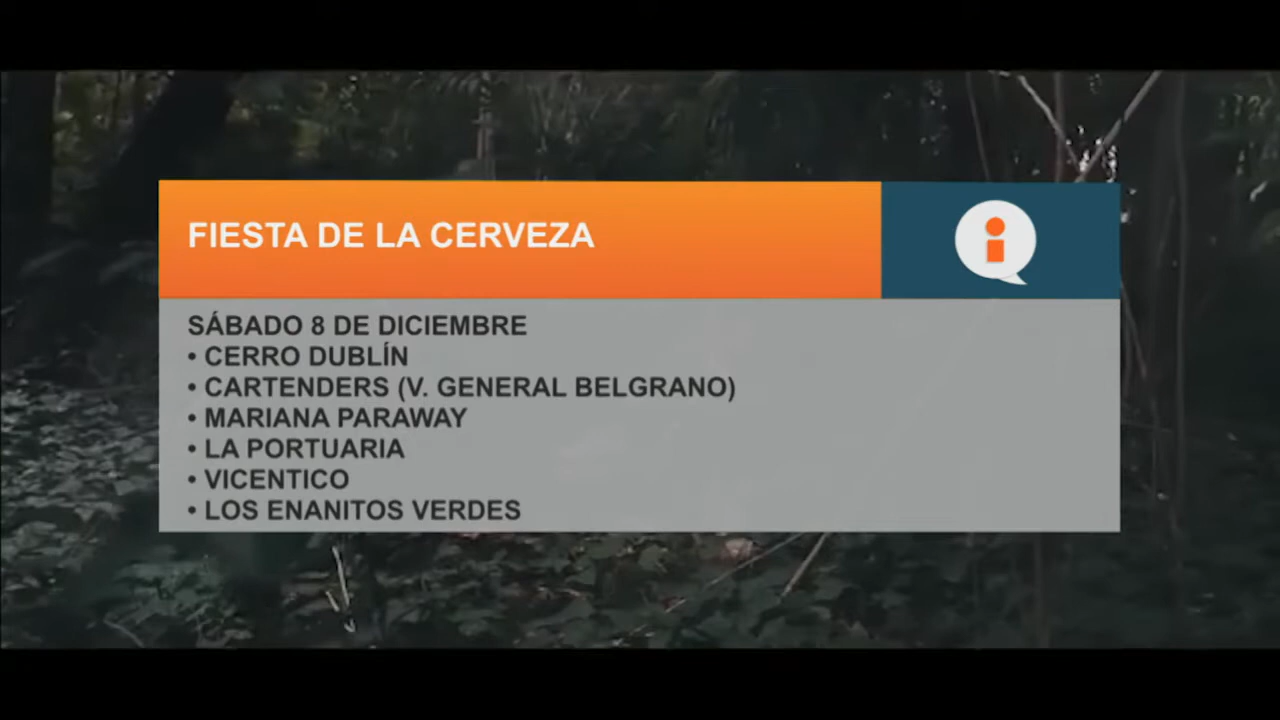 FIESTA DE LA CERVEZA
SÁBADO 8 DE DICIEMBRE
• CERRO DUBLÍN
• CARTENDERS (V. GENERAL BELGRANO)
• MARIANA PARAWAY
• LA PORTUARIA
• VICENTICO
• LOS ENANITOS VERDES